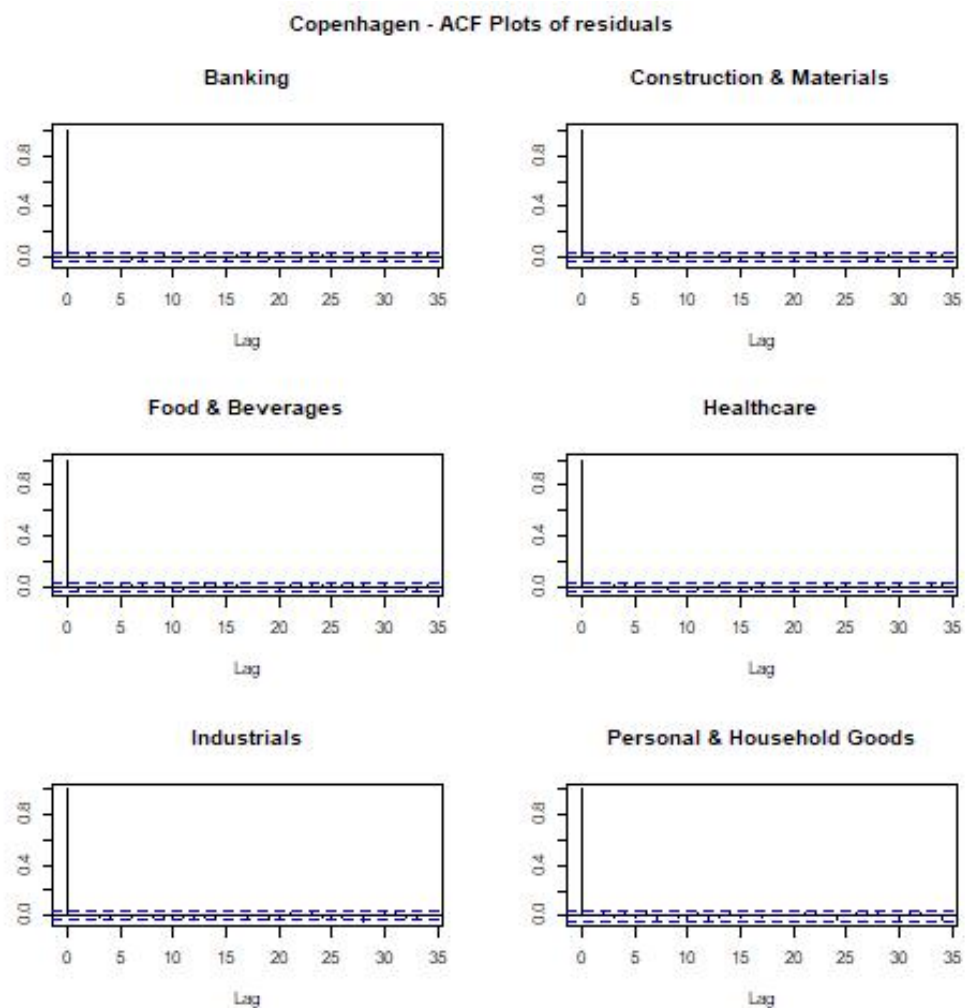 Copenhagen - ACF Plots of residuals
Banking
0.0 0.4 0.8
0 5 10 15 20 25 30 35
Lag
Construction & Materials
0.0 0.4 0.8
0 5 10 15 20 25 30 35
Lag
Food & Beverages
0.0 0.4 0.8
0 5 10 15 20 25 30 35
Lag
Healthcare
0.0 0.4 0.8
0 5 10 15 20 25 30 35
Lag
Industrials
0.0 0.4 0.8
0 5 10 15 20 25 30 35
Lag
Personal & Household Goods
0.0 0.4 0.8
0 5 10 15 20 25 30 35
Lag